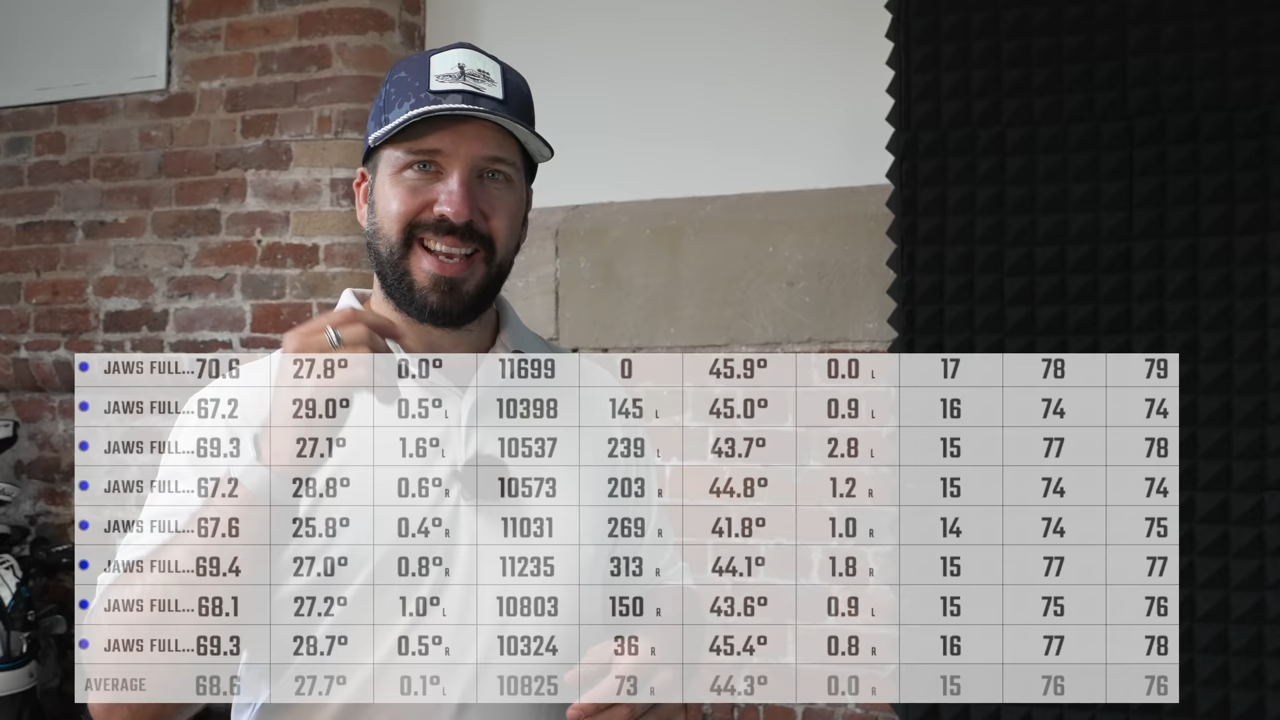 JAWS FULL... 70.6 27.8° 0.0° 11699 0 45.9° 0.0 L 17 78 79
JAWS FULL... 67.2 29.0° 0.5° L 10398 145 L 45.0° 0.9 L 16 74 74
JAWS FULL... 69.3 27.1° 1.6° L 10537 239 L 43.7° 2.8 L 15 77 78
JAWS FULL... 67.2 28.8° 0.6° R 10573 203 R 44.8° 1.2 R 15 74 74
JAWS FULL... 67.6 25.8° 0.4° R 11031 269 R 41.8° 1.0 R 14 74 75
JAWS FULL... 69.4 27.0° 0.8° R 11235 313 R 44.1° 1.8 R 15 77 77
JAWS FULL... 68.1 27.2° 1.0° L 10803 150 R 43.6° 0.9 L 15 75 76
JAWS FULL... 69.3 28.7° 0.5° R 10324 36 R 45.4° 0.8 R 16 77 78
AVERAGE 68.6 27.7° 0.1° L 10825 73 R 44.3° 0.0 R 15 76 76